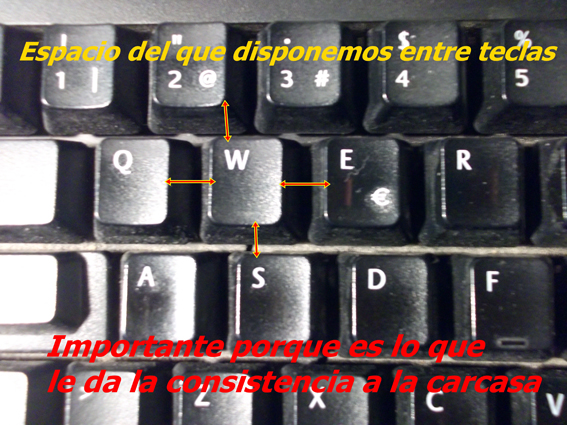 Espacio del que disponemos entre teclas
! " · $ %
1 | 2 @ 3 # 4 5
Q W E R
€
A S D F
Importante porque es lo que
le da la consistencia a la carcasa
Z X C V